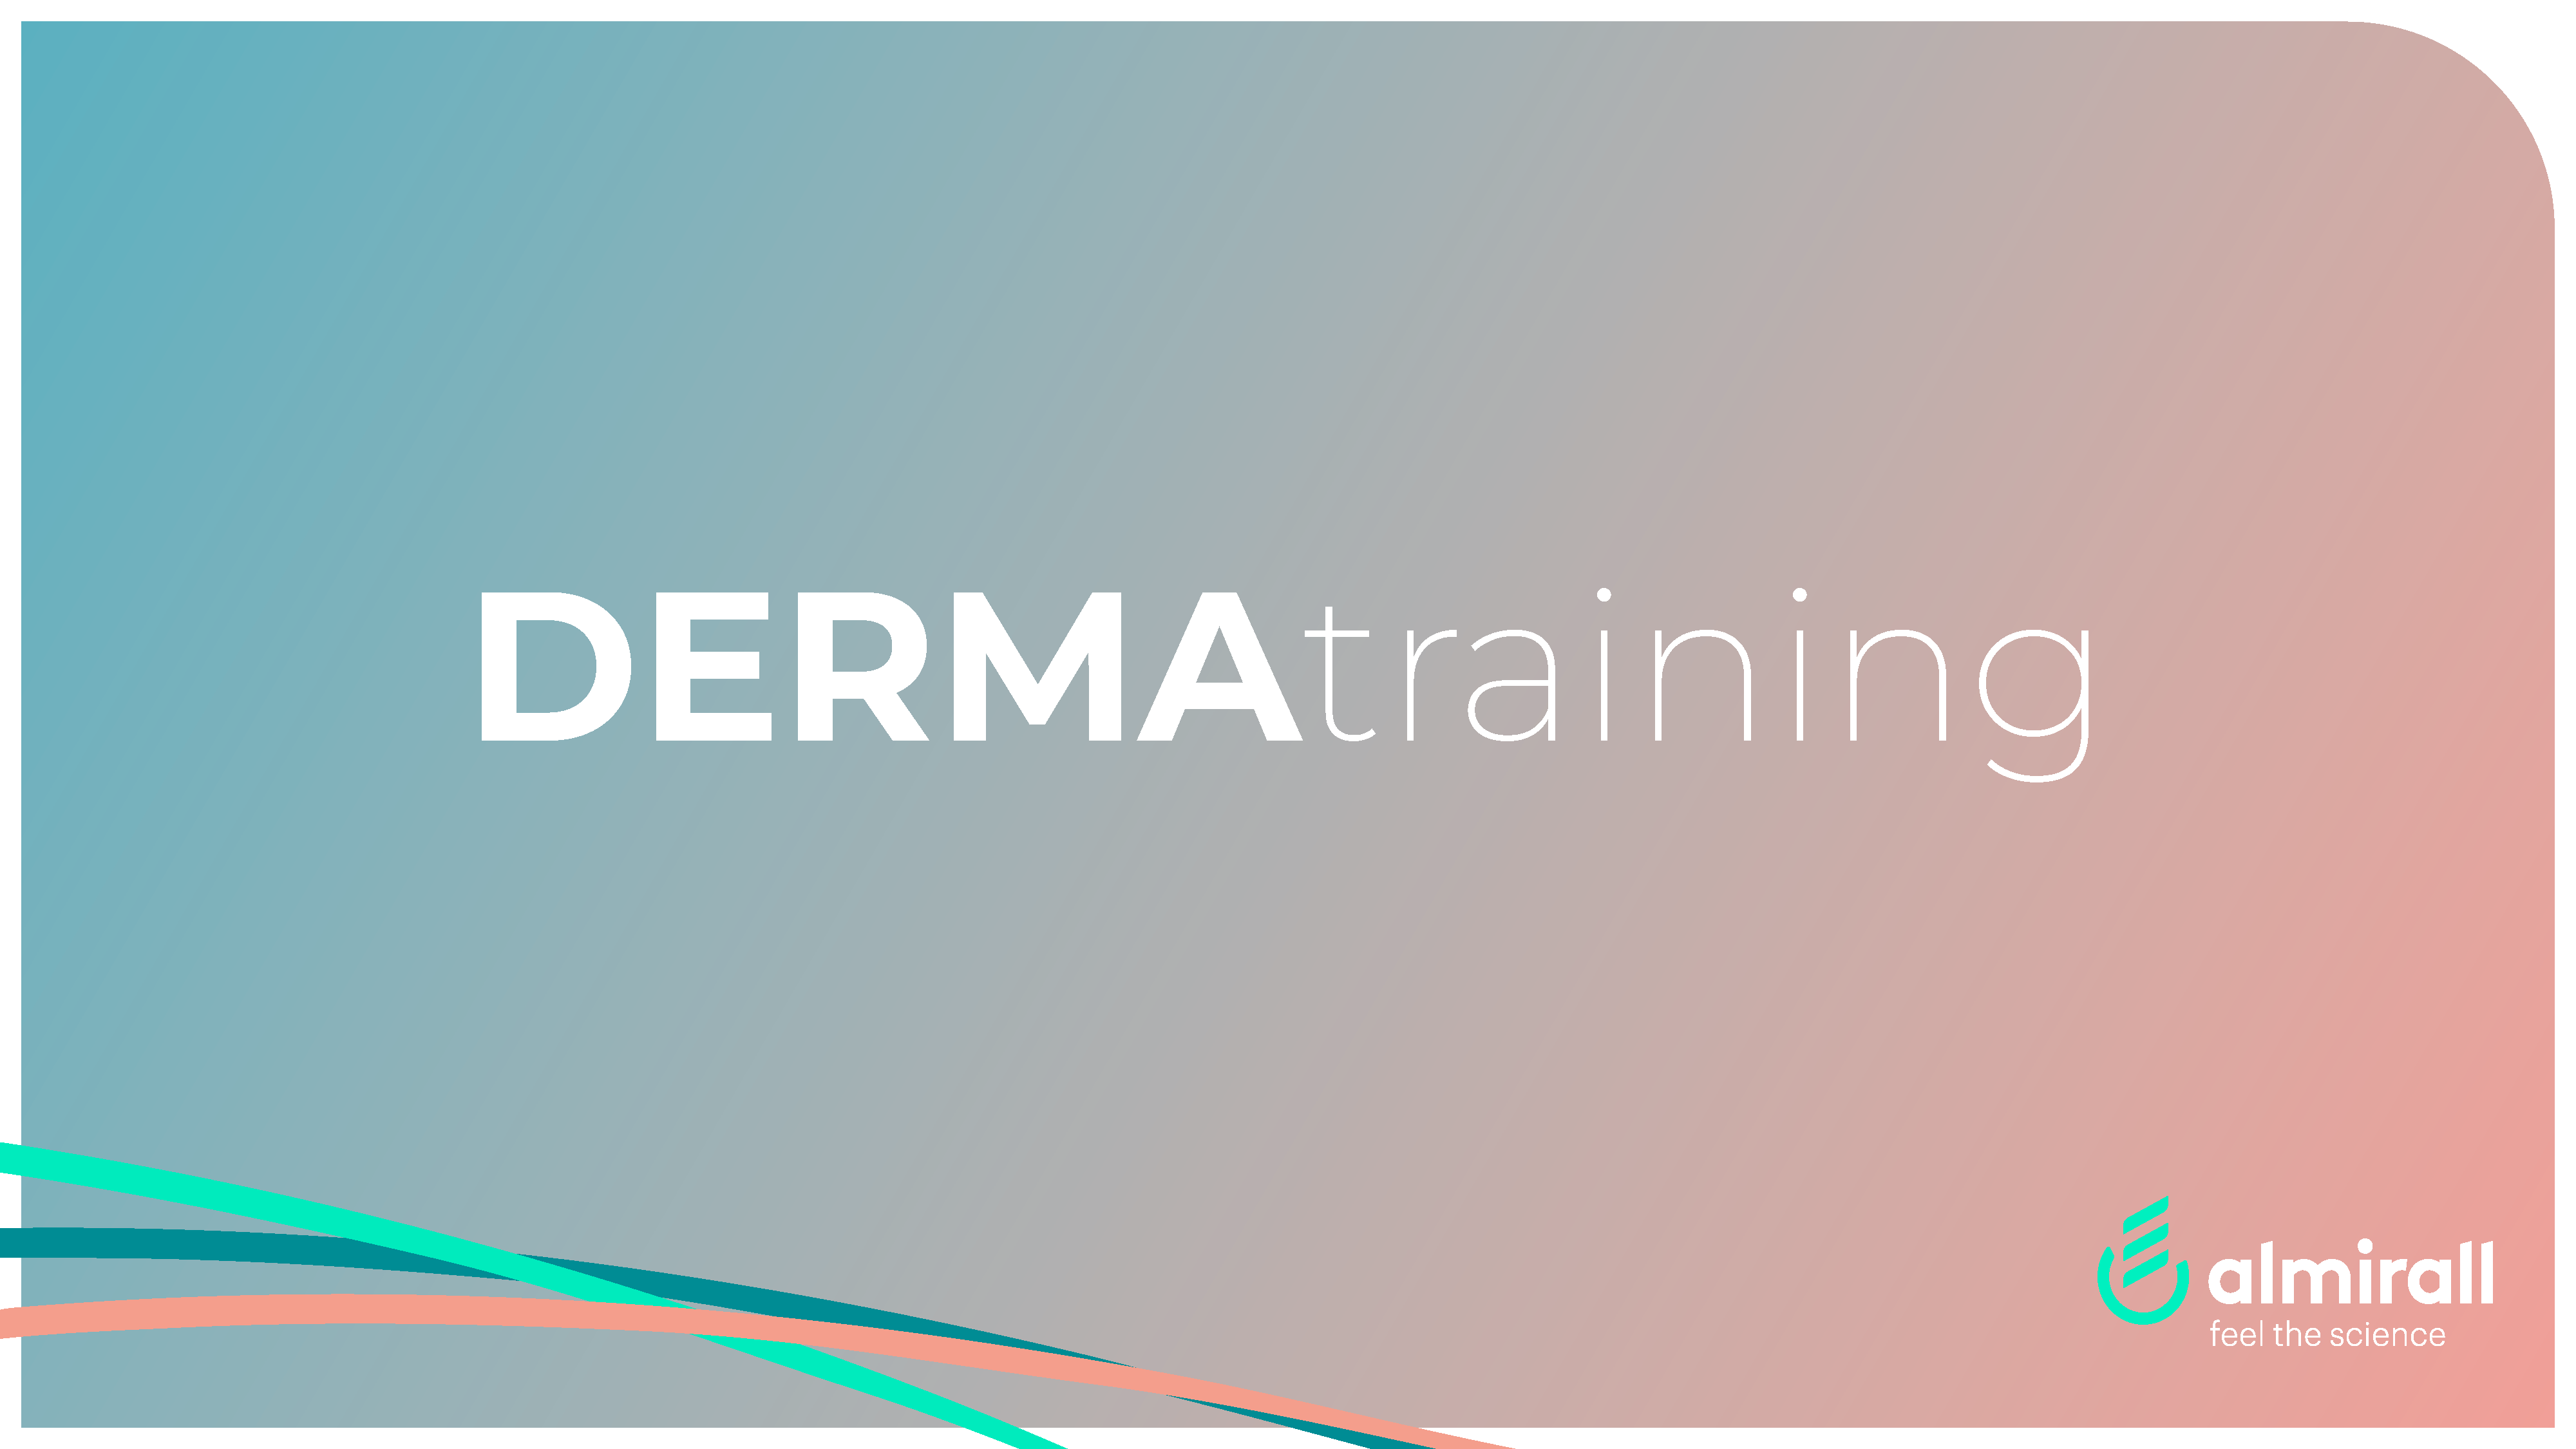 DERMAtraining
almirall
feel the science